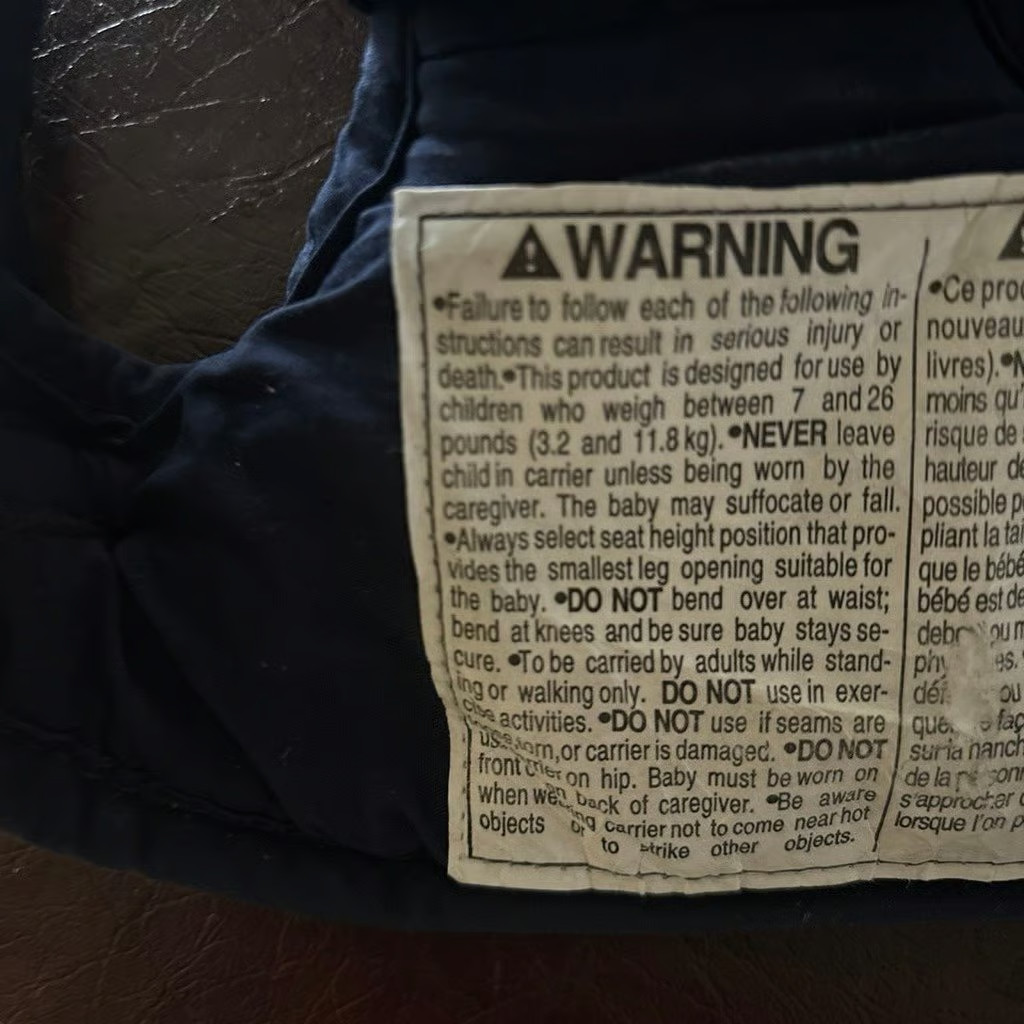 WARNING
•Failure to follow each of the following in-
structions can result in serious injury or
death.•This product is designed for use by
children who weigh between 7 and 26
pounds (3.2 and 11.8 kg). •NEVER leave
child in carrier unless being worn by the
caregiver. The baby may suffocate or fall.
•Always select seat height position that pro-
vides the smallest leg opening suitable for
the baby. •DO NOT bend over at waist;
bend at knees and be sure baby stays se-
cure. •To be carried by adults while stand-
ing or walking only. DO NOT use in exer-
activities. •DO NOT use if seams are
torn, or carrier is damaged. •DO NOT
front on hip. Baby must be worn on
when back of caregiver. •Be aware
objects carrier not to come near hot
to strike other objects.
•Ce
nouveau
livres).
moins qu'
risque de
hauteur
possible
pliant la
que le bébé
bébé est
ou
ou
que
sur la
de la
s'approcher
lorsque l'on